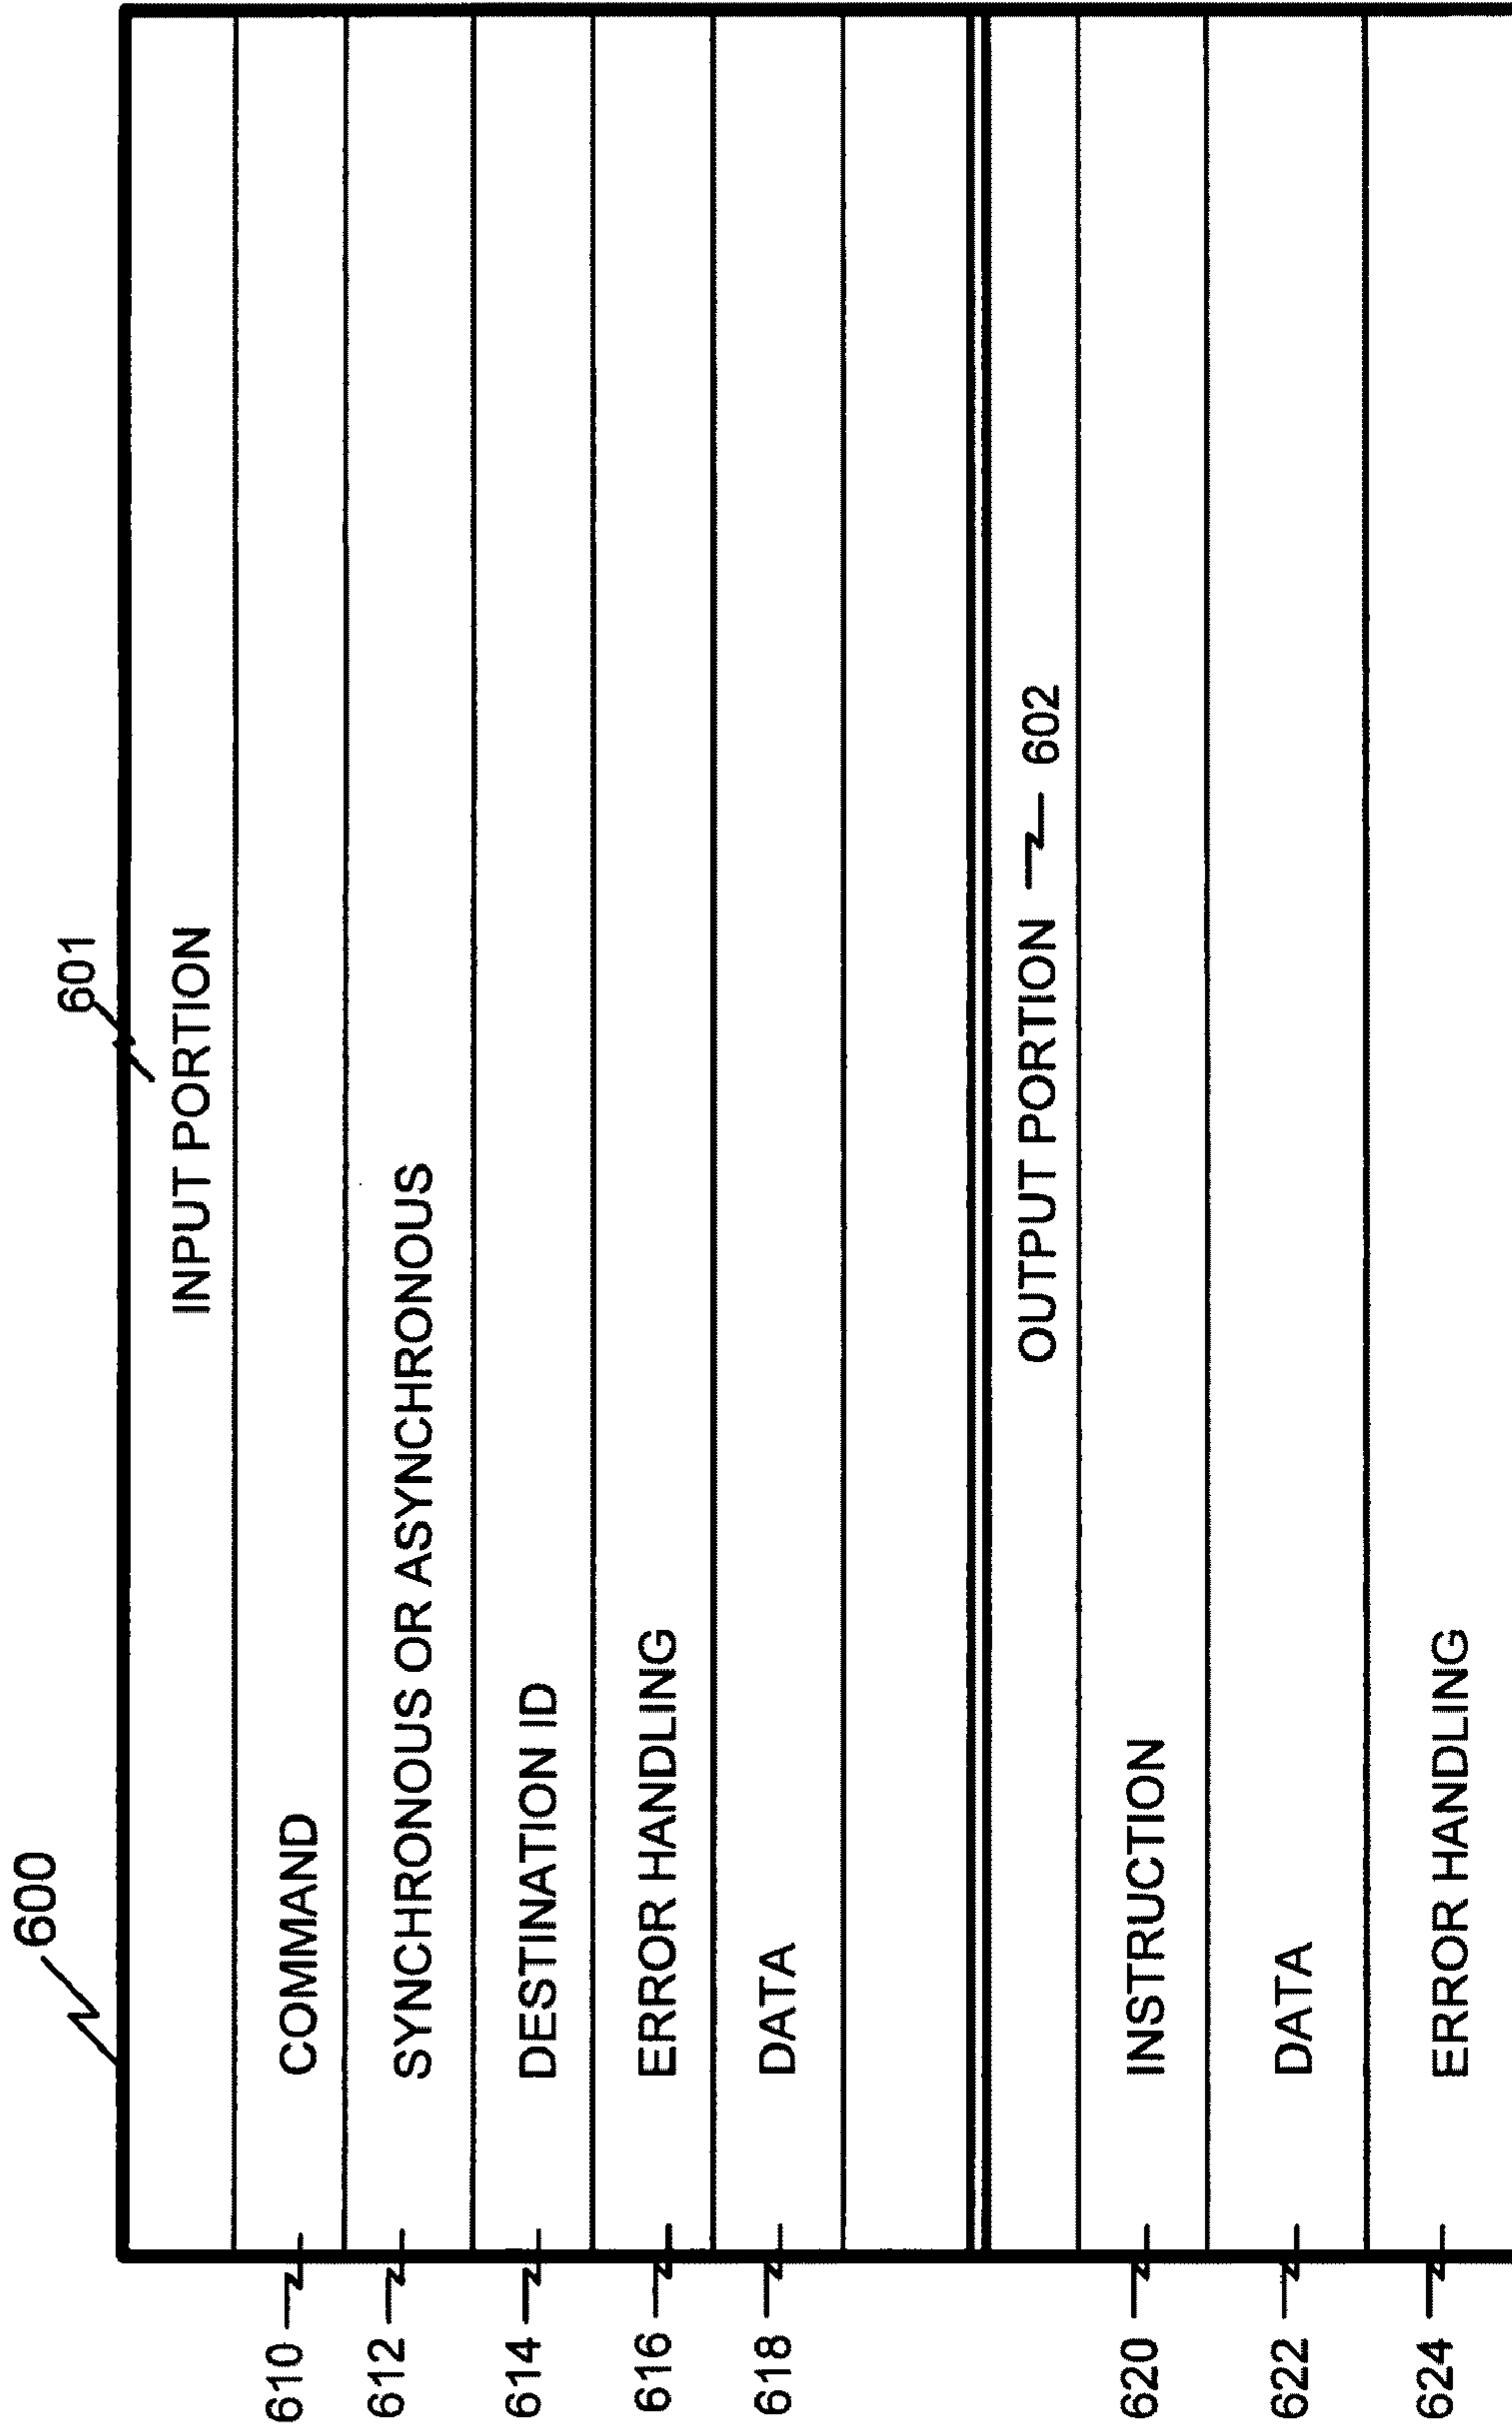 600
601
INPUT PORTION
610 COMMAND
612 SYNCHRONOUS OR ASYNCHRONOUS
614 DESTINATION ID
616 ERROR HANDLING
618 DATA
OUTPUT PORTION 602
620 INSTRUCTION
622 DATA
624 ERROR HANDLING